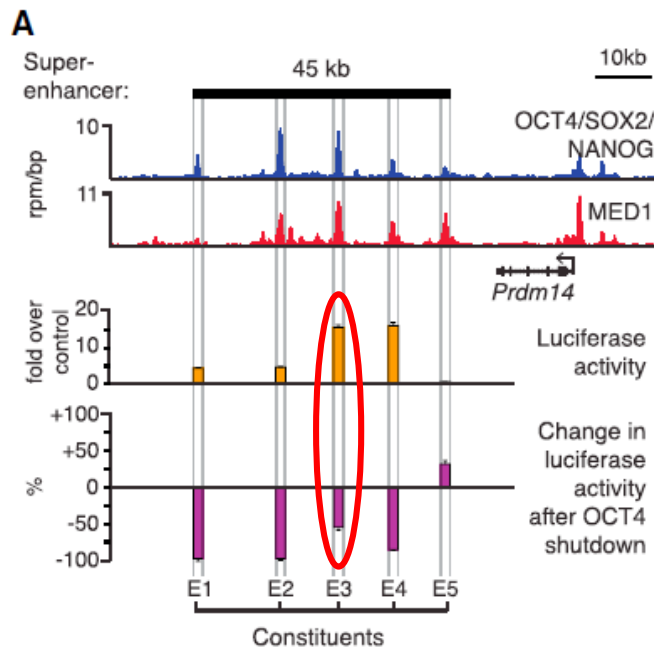 A
Super-
enhancer:
45 kb
10kb
10
OCT4/SOX2/
NANOG
rpm/bp
11
MED1
Prdm14
fold over
control
20
10
0
Luciferase
activity
%
+100
+50
0
-50
-100
Change in
luciferase
activity
after OCT4
shutdown
E1 E2 E3 E4 E5
Constituents